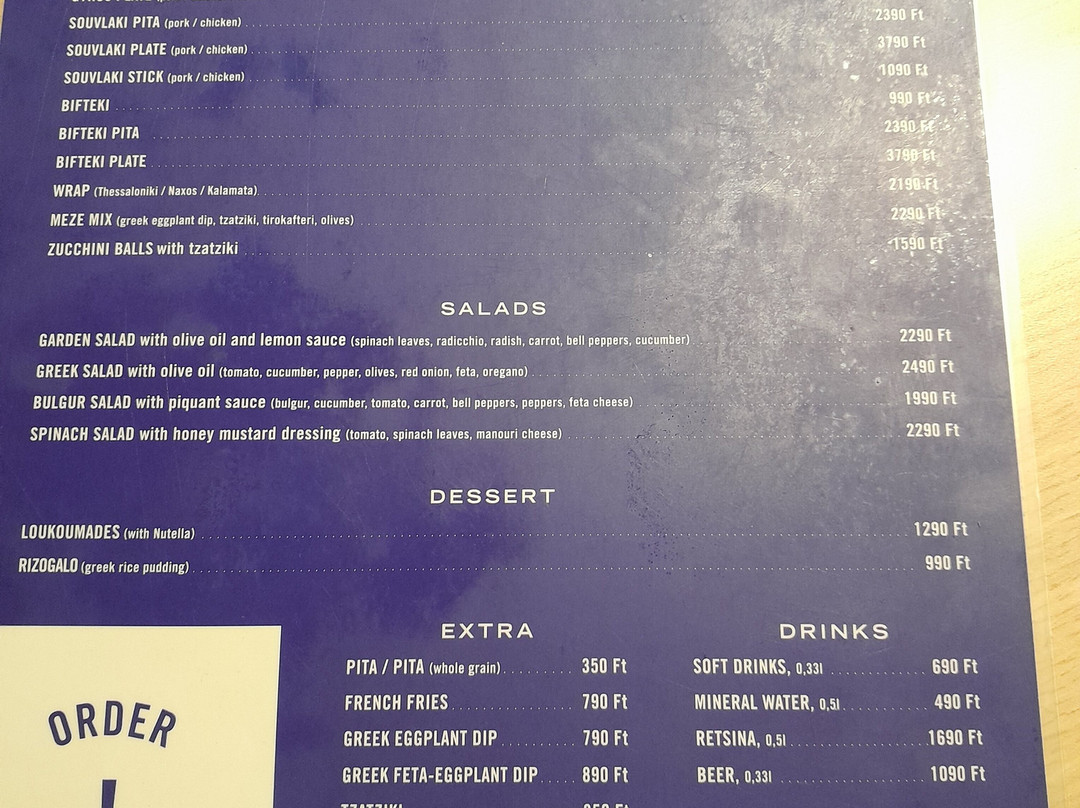 SOUVLAKI PITA (pork / chicken) 2390 Ft
SOUVLAKI PLATE (pork / chicken) 3790 Ft
SOUVLAKI STICK (pork / chicken) 1090 Ft
BIFTEKI 990 Ft
BIFTEKI PITA 2390 Ft
BIFTEKI PLATE 3790 Ft
WRAP (Thessaloniki / Naxos / Kalamata) 2190 Ft
MEZE MIX (greek eggplant dip, tzatziki, tirokafteri, olives) 2290 Ft
ZUCCHINI BALLS with tzatziki 1590 Ft
SALADS
GARDEN SALAD with olive oil and lemon sauce (spinach leaves, radicchio, radish, carrot, bell peppers, cucumber) 2290 Ft
GREEK SALAD with olive oil (tomato, cucumber, pepper, olives, red onion, feta, oregano) 2490 Ft
BULGUR SALAD with piquant sauce (bulgur, cucumber, tomato, carrot, bell peppers, peppers, feta cheese) 1990 Ft
SPINACH SALAD with honey mustard dressing (tomato, spinach leaves, manouri cheese) 2290 Ft
DESSERT
LOUKOUMADES (with Nutella) 1290 Ft
RIZOGALO (greek rice pudding) 990 Ft
EXTRA
PITA / PITA (whole grain) 350 Ft
FRENCH FRIES 790 Ft
GREEK EGGPLANT DIP 790 Ft
GREEK FETA-EGGPLANT DIP 890 Ft
DRINKS
SOFT DRINKS, 0,33l 690 Ft
MINERAL WATER, 0,5l 490 Ft
RETSINA, 0,5l 1690 Ft
BEER, 0,33l 1090 Ft
ORDER